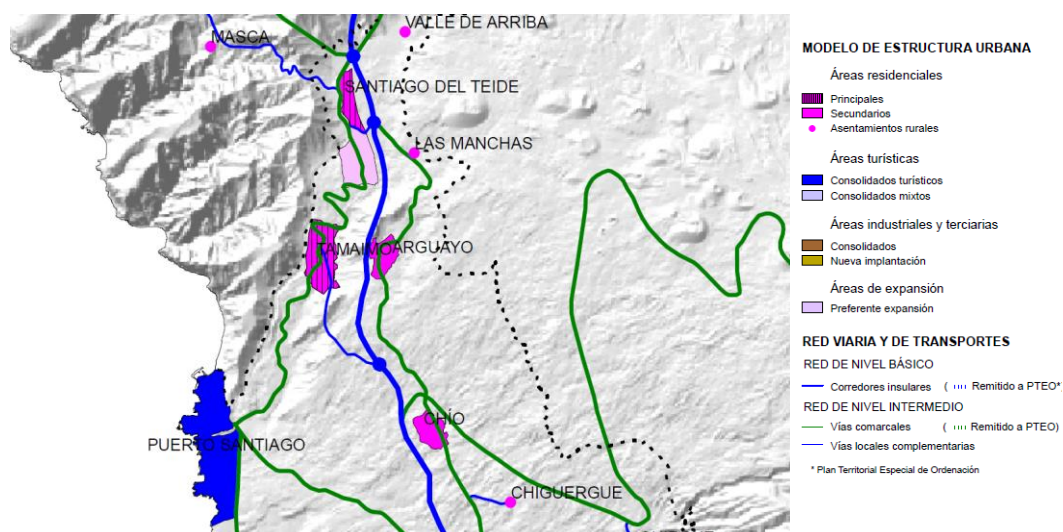 VALLE DE ARRIBA
MASCA
SANTIAGO DEL TEIDE
LAS MANCHAS
TAMAIMO
ARGUAYO
CHÍO
PUERTO SANTIAGO
CHIGUERGUE
MODELO DE ESTRUCTURA URBANA
Áreas residenciales
Principales
Secundarios
Asentamientos rurales
Áreas turísticas
Consolidados turísticos
Consolidados mixtos
Áreas industriales y terciarias
Consolidados
Nueva implantación
Áreas de expansión
Preferente expansión
RED VIARIA Y DE TRANSPORTES
RED DE NIVEL BÁSICO
Corredores insulares ( Remitido a PTEO*)
RED DE NIVEL INTERMEDIO
Vías comarcales ( Remitido a PTEO)
Vías locales complementarias
* Plan Territorial Especial de Ordenación